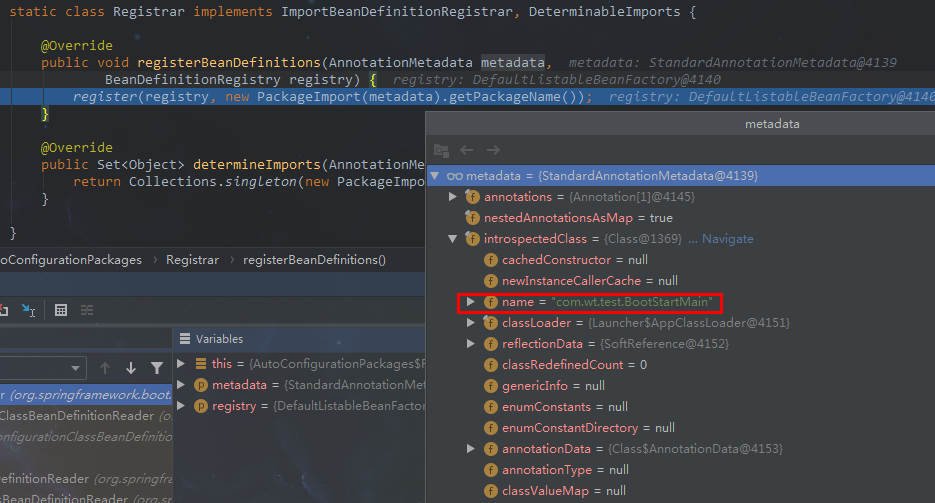 static class Registrar implements ImportBeanDefinitionRegistrar, DeterminableImports {
@Override
public void registerBeanDefinitions(AnnotationMetadata metadata, metadata: StandardAnnotationMetadata@4139
BeanDefinitionRegistry registry) { registry: DefaultListableBeanFactory@4140
register(registry, new PackageImport(metadata).getPackageName()); registry: DefaultListableBeanFactory@4140
}
@Override
public Set<Object> determineImports(AnnotationMe
return Collections.singleton(new PackageImpo
}
}
oConfigurationPackages › Registrar › registerBeanDefinitions()
Variables
this = {AutoConfigurationPackages$R
metadata = {StandardAnnotationMet
registry = {DefaultListableBeanFactor
er (org.springframework.boot.
ClassBeanDefinitionReader (o
onfigurationClassBeanDefinition
DefinitionReader (org.springfr
ssBeanDefinitionReader (org.s
metadata
metadata = {StandardAnnotationMetadata@4139}
annotations = {Annotation[1]@4145}
nestedAnnotationsAsMap = true
introspectedClass = {Class@1369} ... Navigate
cachedConstructor = null
newInstanceCallerCache = null
name = "com.wt.test.BootStartMain"
classLoader = {Launcher$AppClassLoader@4151}
reflectionData = {SoftReference@4152}
classRedefinedCount = 0
genericInfo = null
enumConstants = null
enumConstantDirectory = null
annotationData = {Class$AnnotationData@4153}
annotationType = null
classValueMap = null